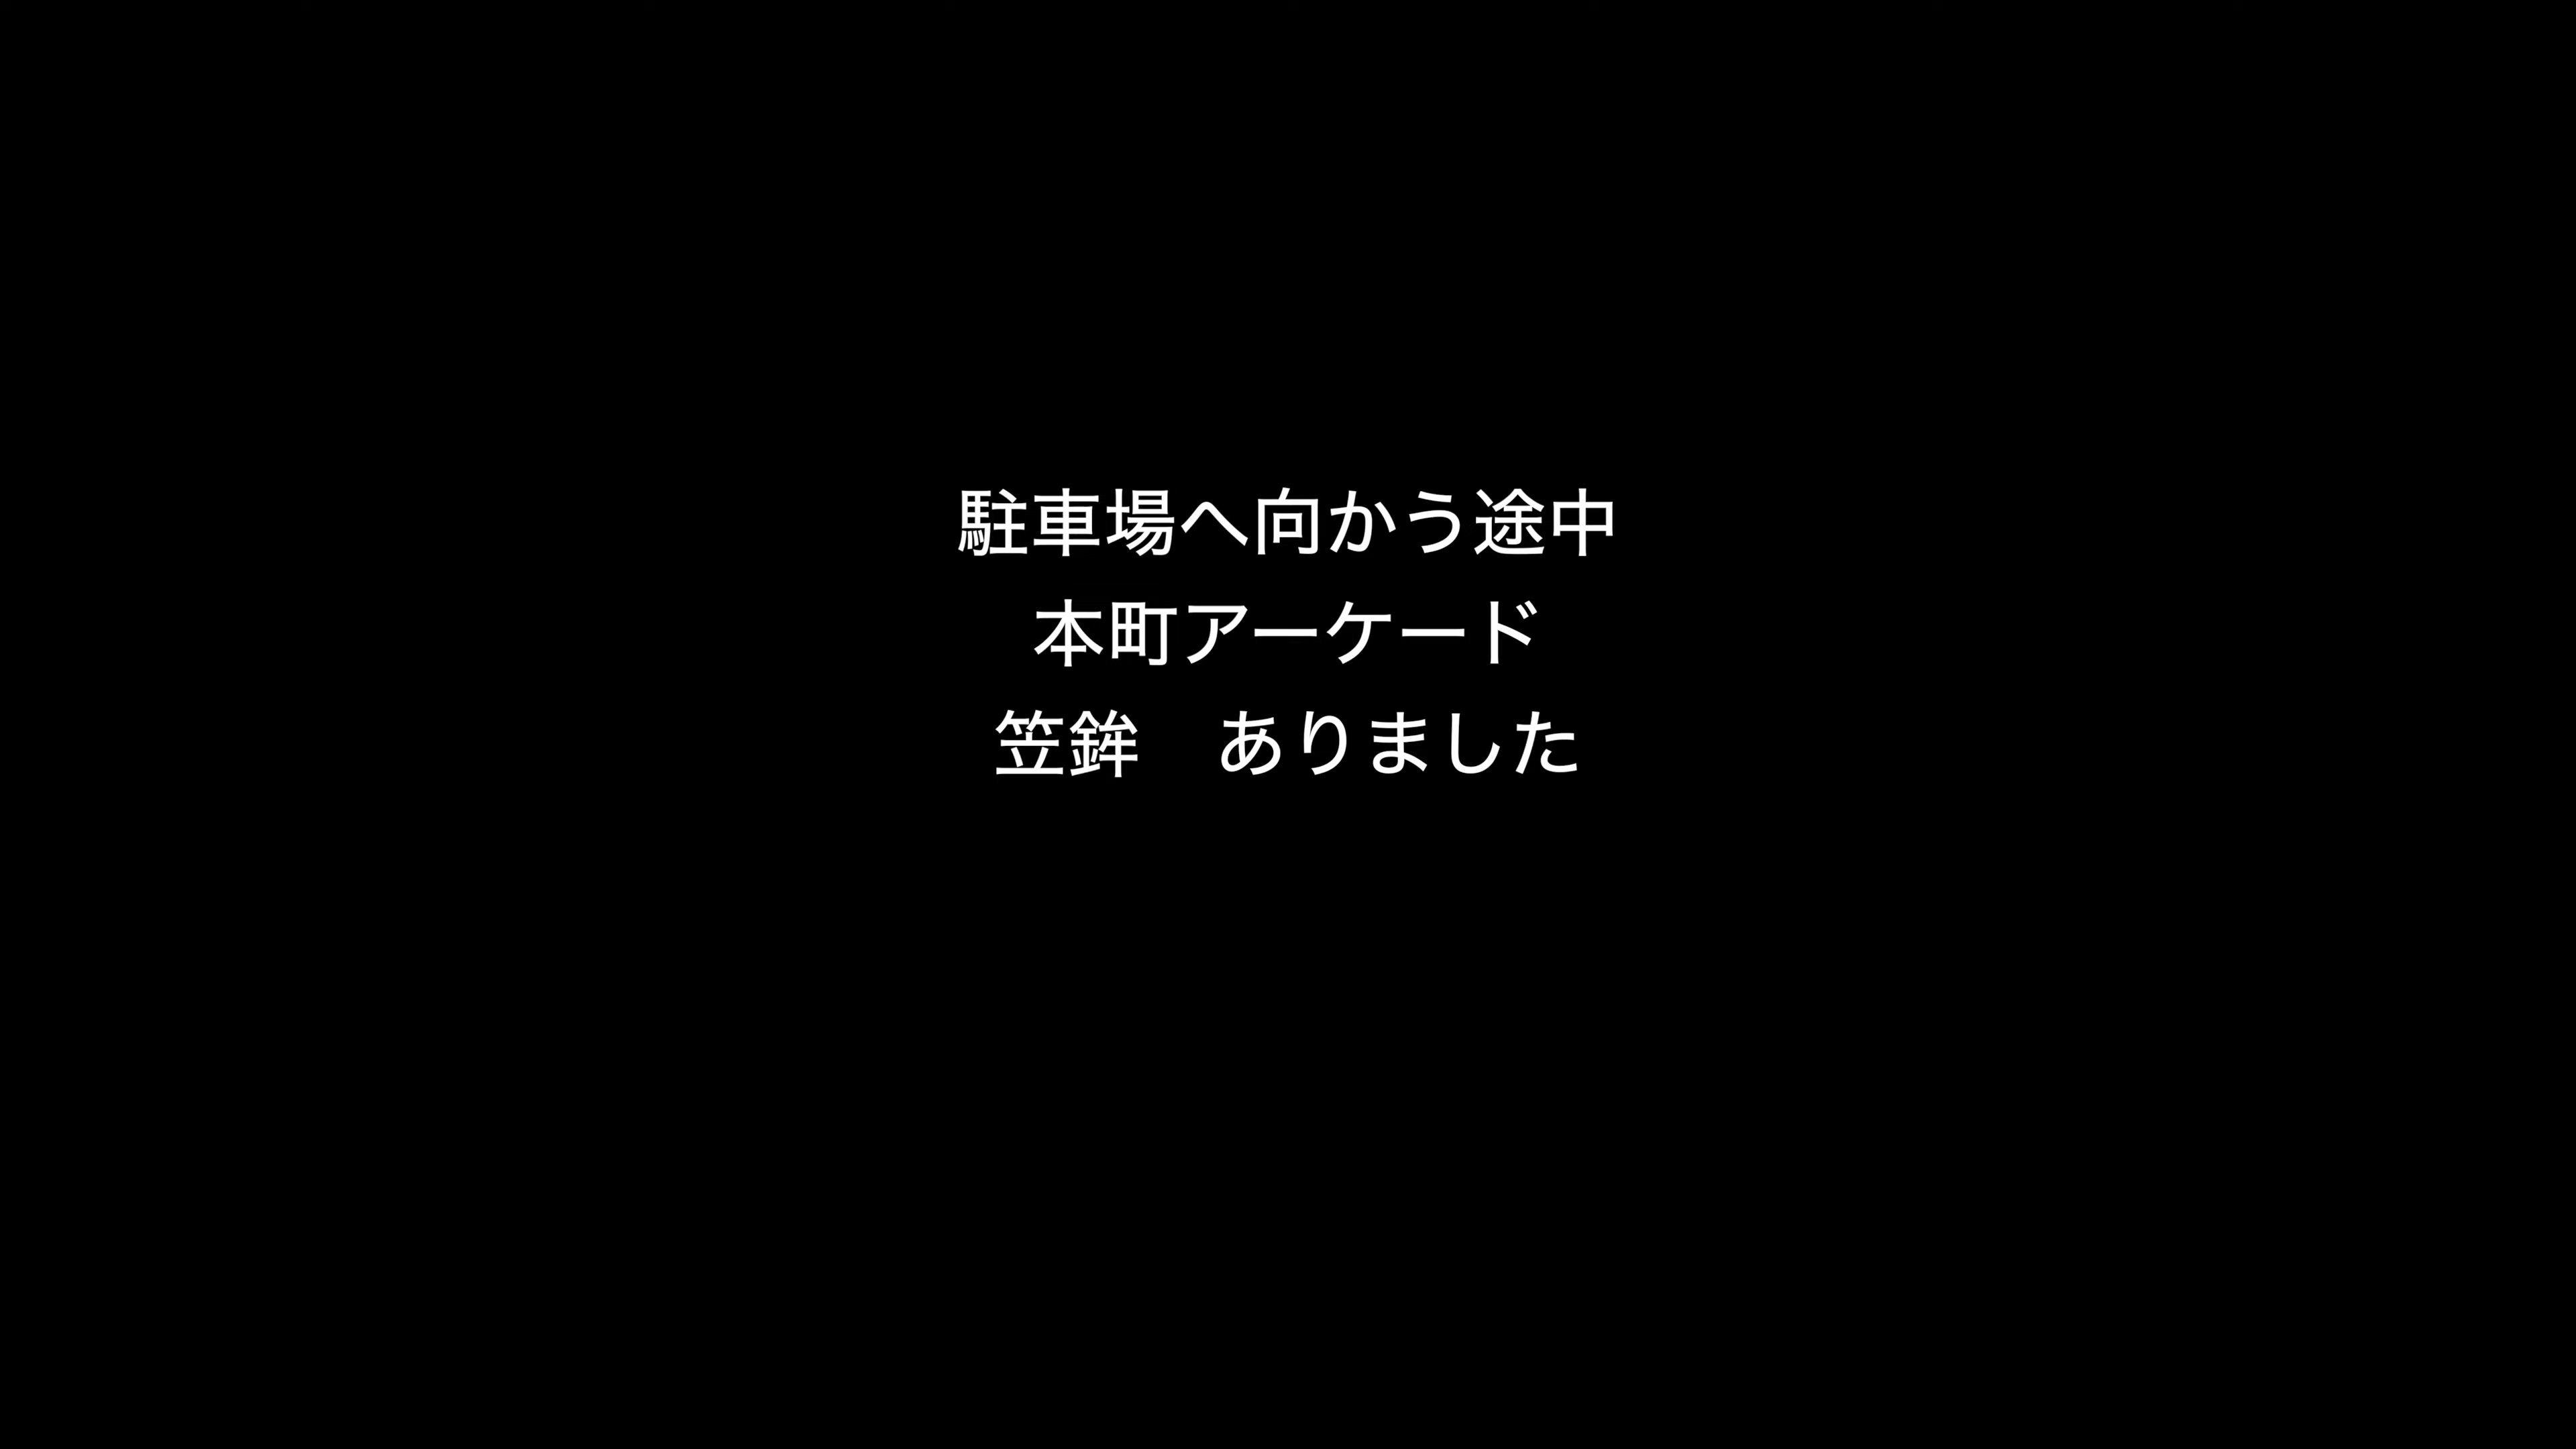 駐車場へ向かう途中
本町アーケード
笠鉾　ありました